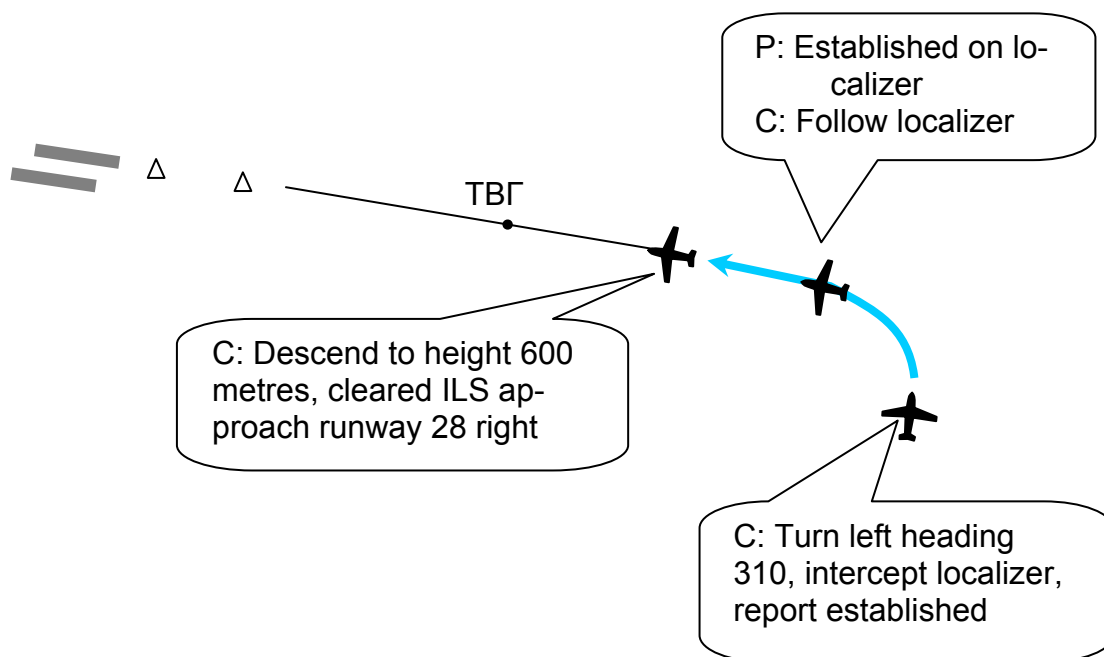 P: Established on lo-
calizer
C: Follow localizer
ТВГ
C: Descend to height 600
metres, cleared ILS ap-
proach runway 28 right
C: Turn left heading
310, intercept localizer,
report established